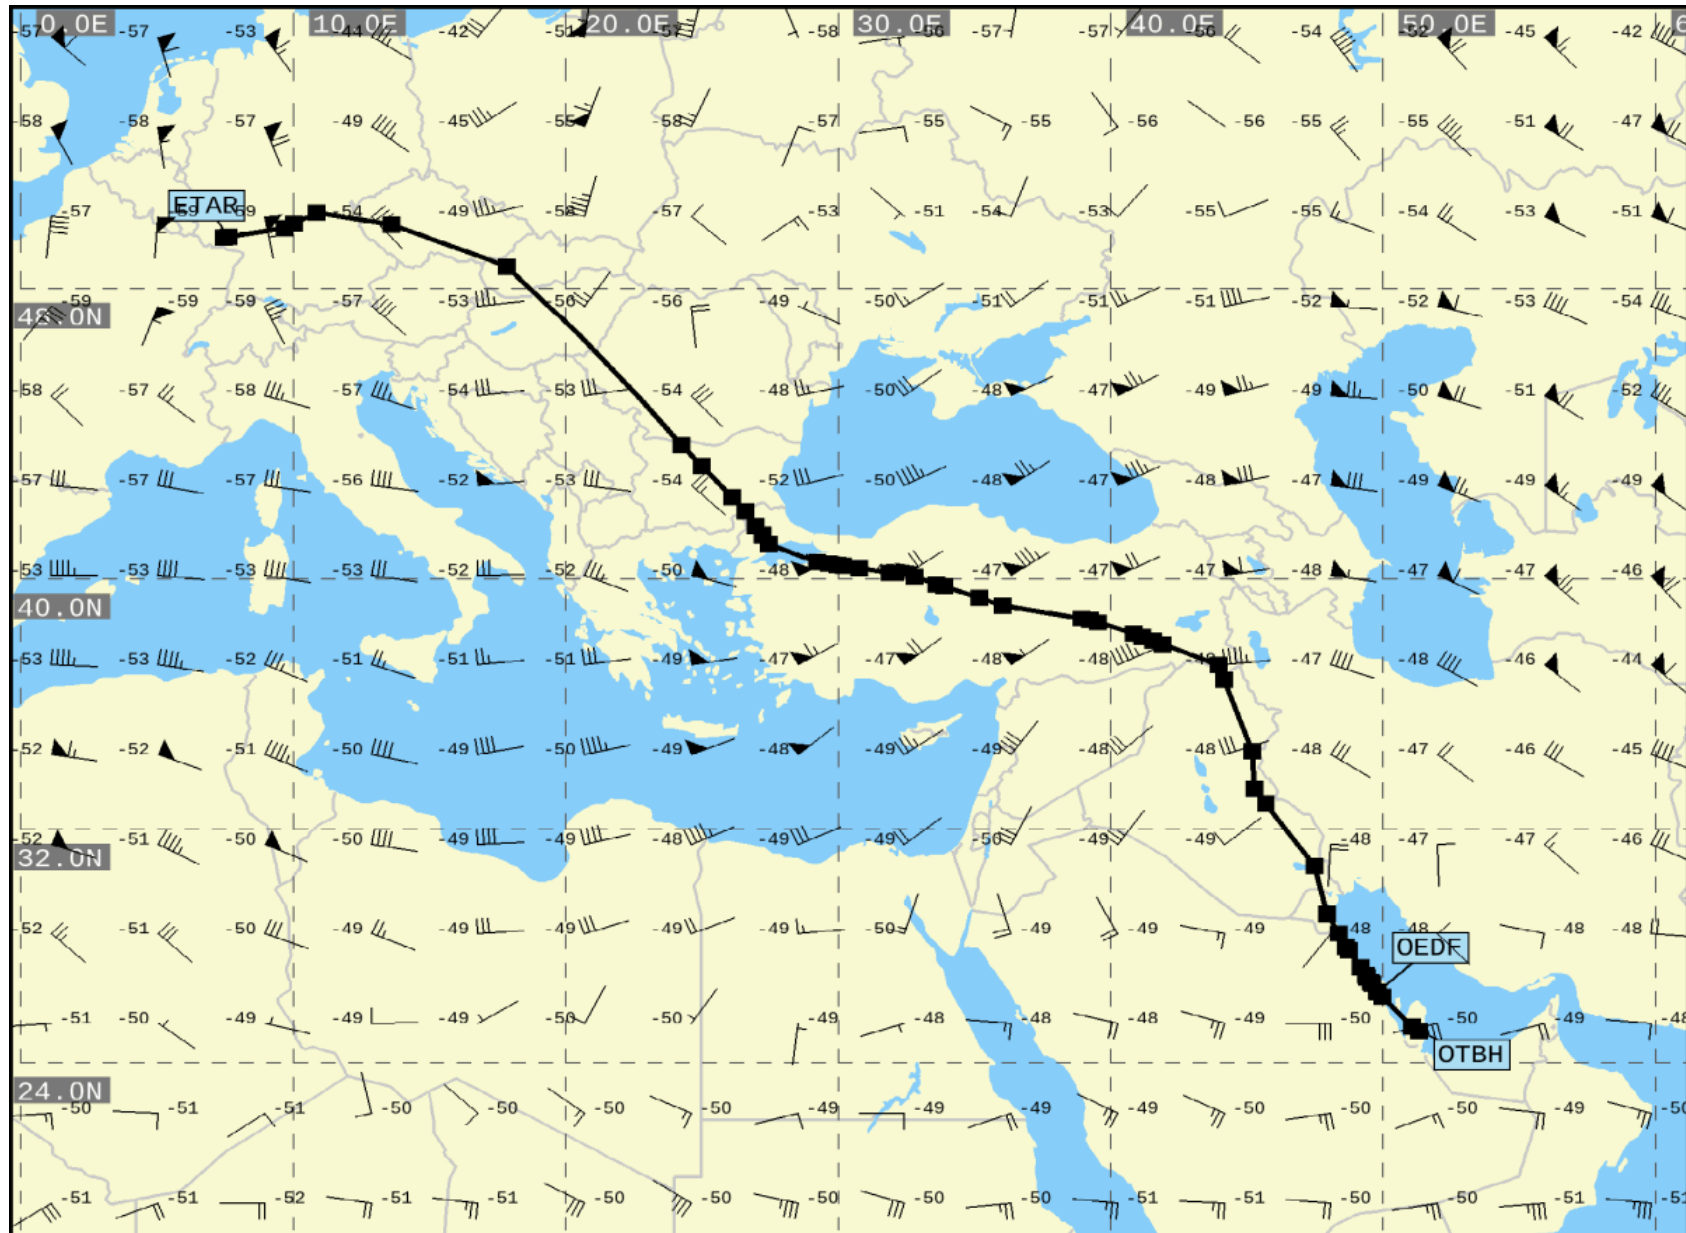 0.0E 10.0E 20.0E 30.0E 40.0E 50.0E 6
-57 -57 -53 -44 -42 -51 -57 -58 -56 -57 -57 -56 -54 -52 -45 -42
-58 -58 -57 -49 -45 -55 -58 -57 -55 -55 -56 -56 -55 -55 -51 -47
ETAR
-57 -59 -59 -54 -49 -58 -57 -53 -51 -54 -53 -55 -55 -54 -53 -51
-59 -59 -59 -57 -53 -56 -56 -49 -50 -51 -51 -51 -52 -52 -53 -54
48.0N
-58 -57 -58 -57 -54 -53 -54 -48 -50 -48 -47 -49 -49 -50 -51 -52
-57 -57 -57 -56 -52 -53 -54 -52 -50 -48 -47 -48 -47 -49 -49 -49
-53 -53 -53 -53 -52 -52 -50 -48 -47 -47 -47 -47 -47 -46 -46
40.0N
-53 -53 -52 -51 -51 -51 -49 -47 -47 -48 -48 -48 -47 -48 -46 -44
-52 -52 -51 -50 -49 -50 -49 -48 -49 -49 -48 -48 -48 -47 -46 -45
-52 -51 -50 -50 -49 -49 -48 -49 -49 -50 -49 -49 -48 -47 -47 -46
32.0N
-52 -51 -50 -49 -49 -49 -49 -49 -50 -49 -49 -49 -48 -48 -48 -48
OEDF
-51 -50 -49 -49 -49 -50 -50 -49 -48 -48 -48 -49 -50 -50 -49 -48
OTBH
24.0N
-50 -51 -51 -50 -50 -50 -50 -49 -49 -49 -49 -50 -50 -50 -49 -50
-51 -51 -52 -51 -51 -50 -50 -50 -50 -51 -51 -51 -50 -50 -51 -51